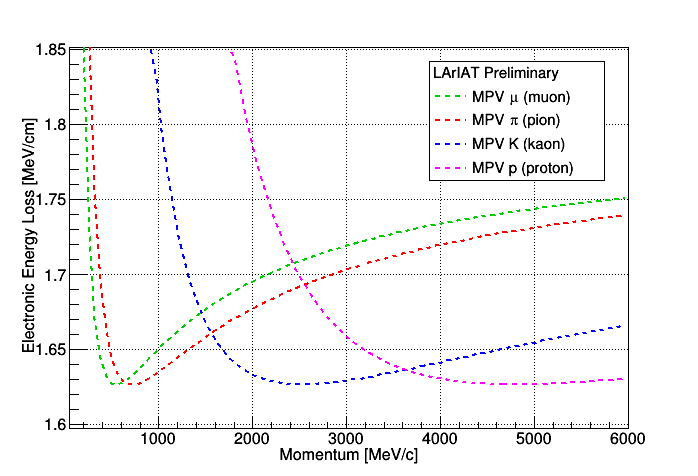 1.85
1.8
1.75
1.7
1.65
1.6
Electronic Energy Loss [MeV/cm]
LArIAT Preliminary
MPV μ (muon)
MPV π (pion)
MPV K (kaon)
MPV p (proton)
1000 2000 3000 4000 5000 6000
Momentum [MeV/c]